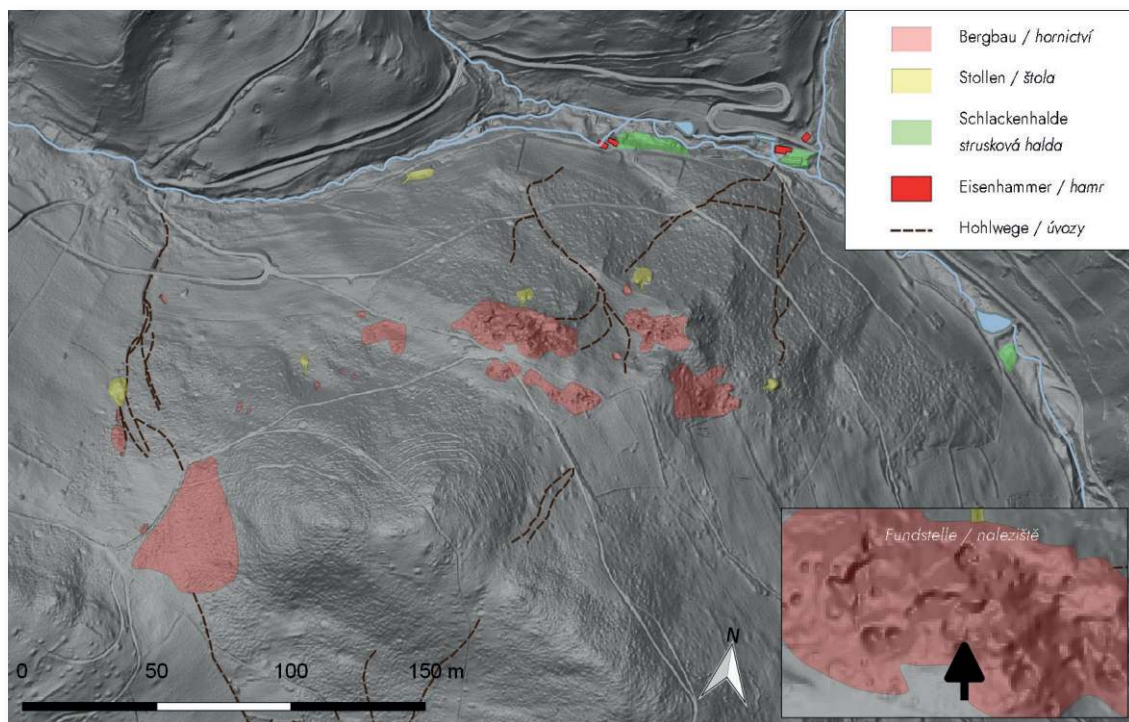 Bergbau / hornictví
Stollen / štola
Schlackenhalde
strusková halda
Eisenhammer / hamr
Hohlwege / úvozy
Fundstelle / naleziště
N
0 50 100 150 m